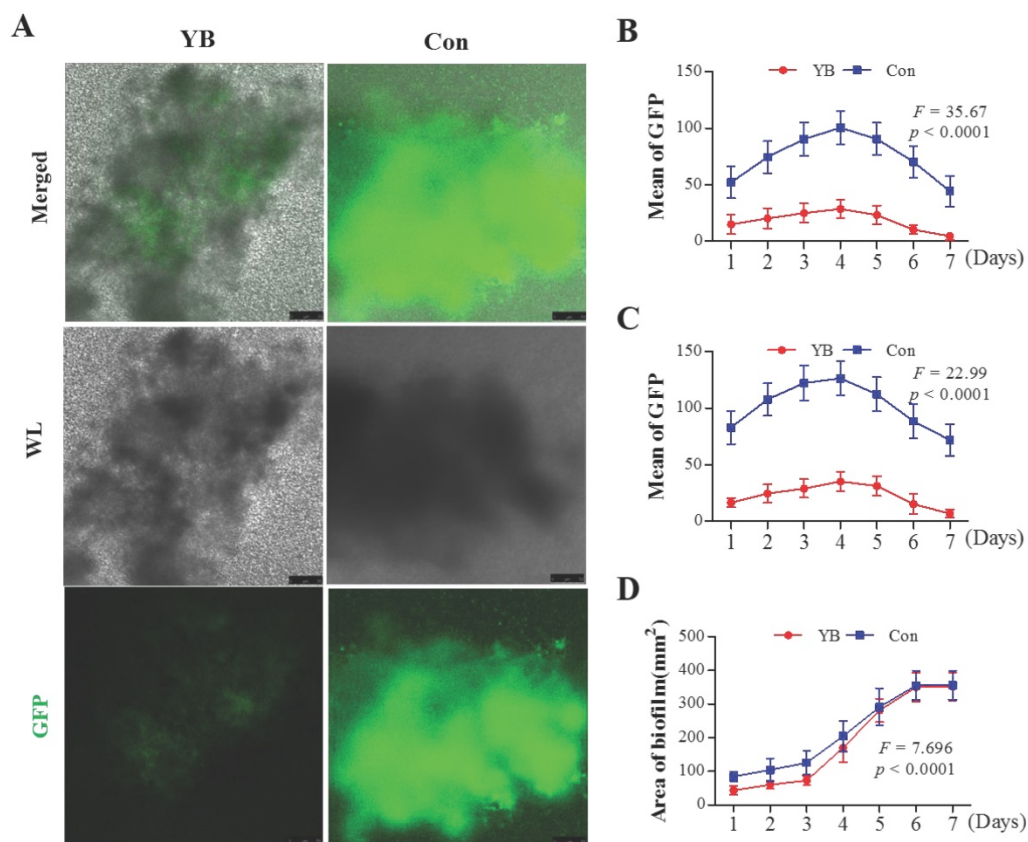 A
YB
Con
Merged
WL
GFP
B
YB
Con
F = 35.67
p < 0.0001
Mean of GFP
150
100
50
0
1 2 3 4 5 6 7 (Days)
C
YB
Con
F = 22.99
p < 0.0001
Mean of GFP
150
100
50
0
1 2 3 4 5 6 7 (Days)
D
YB
Con
F = 7.696
p < 0.0001
Area of biofilm(mm²)
500
400
300
200
100
0
1 2 3 4 5 6 7 (Days)